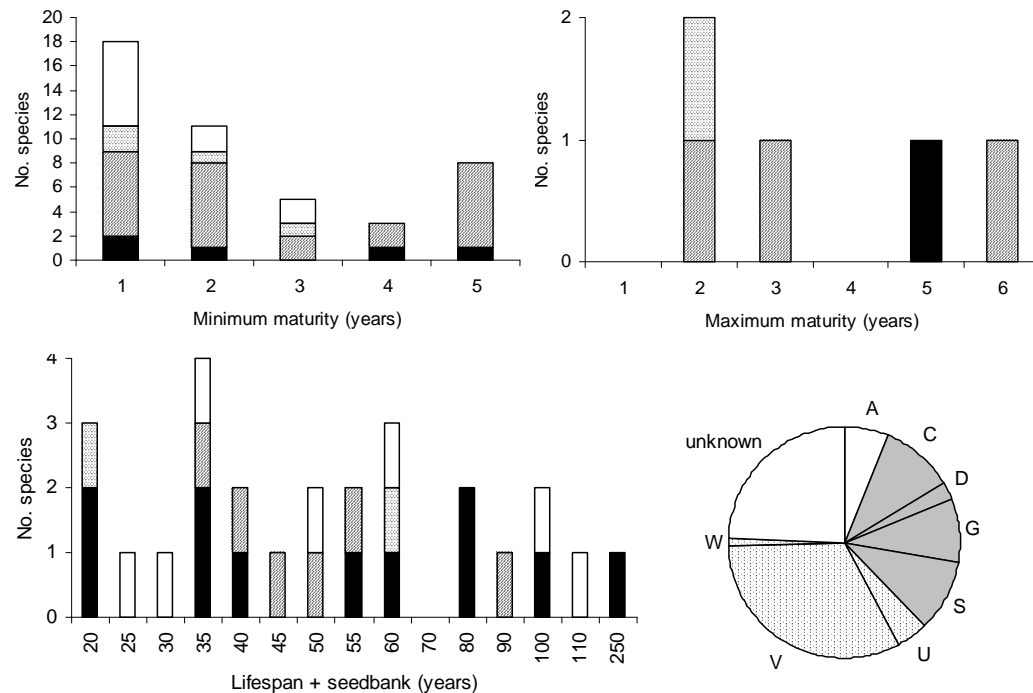 No. species
20
18
16
14
12
10
8
6
4
2
0
1 2 3 4 5
Minimum maturity (years)
No. species
2
1
0
1 2 3 4 5 6
Maximum maturity (years)
No. species
4
3
2
1
0
20 25 30 35 40 45 50 55 60 70 80 90 100 110 250
Lifespan + seedbank (years)
unknown
A
C
D
G
S
U
V
W